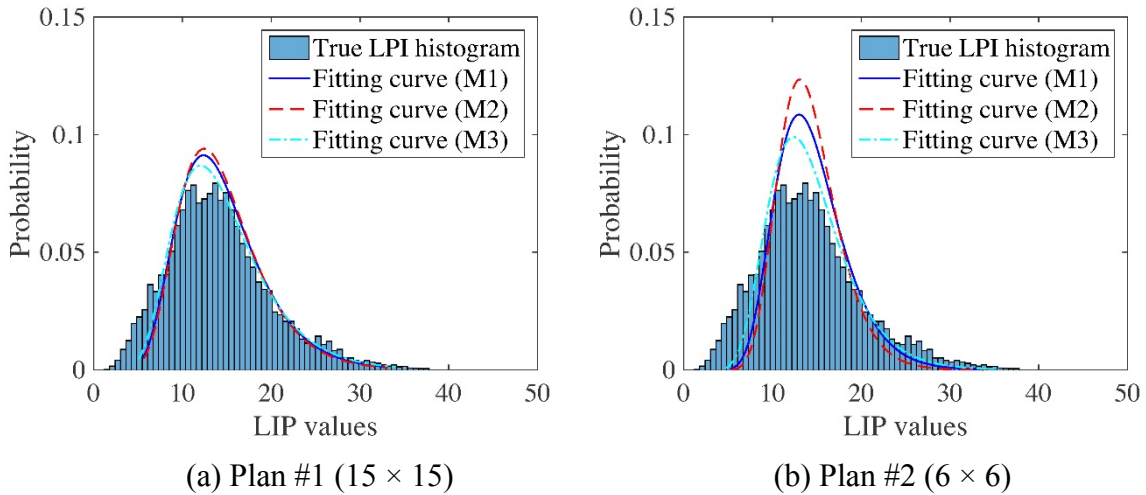 0.15
0.1
0.05
0
Probability
True LPI histogram
Fitting curve (M1)
Fitting curve (M2)
Fitting curve (M3)
0 10 20 30 40 50
LIP values
(a) Plan #1 (15 × 15)
0.15
0.1
0.05
0
Probability
True LPI histogram
Fitting curve (M1)
Fitting curve (M2)
Fitting curve (M3)
0 10 20 30 40 50
LIP values
(b) Plan #2 (6 × 6)